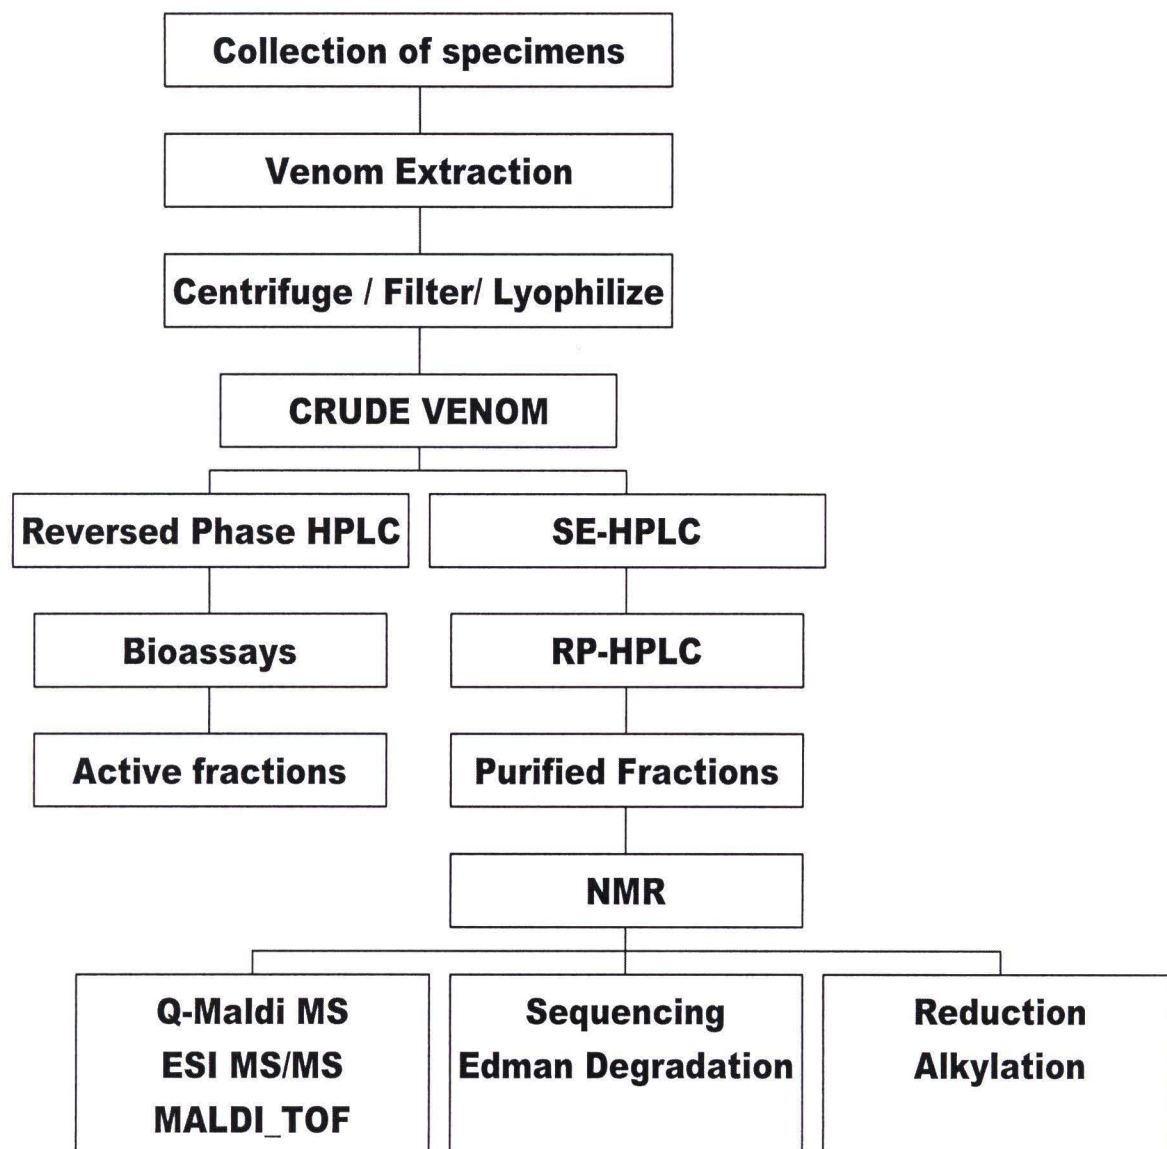 Collection of specimens
Venom Extraction
Centrifuge / Filter/ Lyophilize
CRUDE VENOM
Reversed Phase HPLC
SE-HPLC
Bioassays
RP-HPLC
Active fractions
Purified Fractions
NMR
Q-Maldi MS
ESI MS/MS
MALDI_TOF
Sequencing
Edman Degradation
Reduction
Alkylation